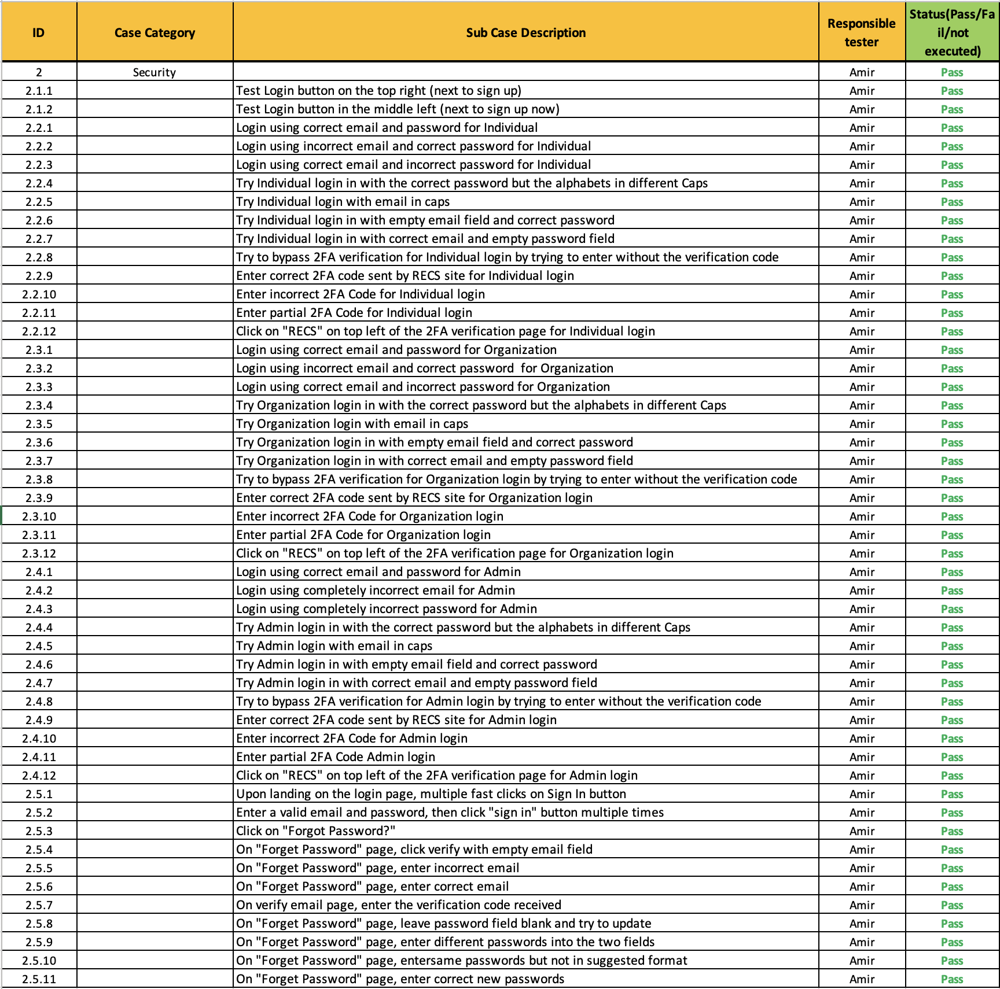 ID Case Category Sub Case Description Responsible tester Status(Pass/Fail/not executed)
2 Security Amir Pass
2.1.1 Test Login button on the top right (next to sign up) Amir Pass
2.1.2 Test Login button in the middle left (next to sign up now) Amir Pass
2.2.1 Login using correct email and password for Individual Amir Pass
2.2.2 Login using incorrect email and correct password for Individual Amir Pass
2.2.3 Login using correct email and incorrect password for Individual Amir Pass
2.2.4 Try Individual login in with the correct password but the alphabets in different Caps Amir Pass
2.2.5 Try Individual login with email in caps Amir Pass
2.2.6 Try Individual login in with empty email field and correct password Amir Pass
2.2.7 Try Individual login in with correct email and empty password field Amir Pass
2.2.8 Try to bypass 2FA verification for Individual login by trying to enter without the verification code Amir Pass
2.2.9 Enter correct 2FA code sent by RECS site for Individual login Amir Pass
2.2.10 Enter incorrect 2FA Code for Individual login Amir Pass
2.2.11 Enter partial 2FA Code for Individual login Amir Pass
2.2.12 Click on "RECS" on top left of the 2FA verification page for Individual login Amir Pass
2.3.1 Login using correct email and password for Organization Amir Pass
2.3.2 Login using incorrect email and correct password  for Organization Amir Pass
2.3.3 Login using correct email and incorrect password for Organization Amir Pass
2.3.4 Try Organization login in with the correct password but the alphabets in different Caps Amir Pass
2.3.5 Try Organization login with email in caps Amir Pass
2.3.6 Try Organization login in with empty email field and correct password Amir Pass
2.3.7 Try Organization login in with correct email and empty password field Amir Pass
2.3.8 Try to bypass 2FA verification for Organization login by trying to enter without the verification code Amir Pass
2.3.9 Enter correct 2FA code sent by RECS site for Organization login Amir Pass
2.3.10 Enter incorrect 2FA Code for Organization login Amir Pass
2.3.11 Enter partial 2FA Code for Organization login Amir Pass
2.3.12 Click on "RECS" on top left of the 2FA verification page for Organization login Amir Pass
2.4.1 Login using correct email and password for Admin Amir Pass
2.4.2 Login using completely incorrect email for Admin Amir Pass
2.4.3 Login using completely incorrect password for Admin Amir Pass
2.4.4 Try Admin login in with the correct password but the alphabets in different Caps Amir Pass
2.4.5 Try Admin login with email in caps Amir Pass
2.4.6 Try Admin login in with empty email field and correct password Amir Pass
2.4.7 Try Admin login in with correct email and empty password field Amir Pass
2.4.8 Try to bypass 2FA verification for Admin login by trying to enter without the verification code Amir Pass
2.4.9 Enter correct 2FA code sent by RECS site for Admin login Amir Pass
2.4.10 Enter incorrect 2FA Code for Admin login Amir Pass
2.4.11 Enter partial 2FA Code Admin login Amir Pass
2.4.12 Click on "RECS" on top left of the 2FA verification page for Admin login Amir Pass
2.5.1 Upon landing on the login page, multiple fast clicks on Sign In button Amir Pass
2.5.2 Enter a valid email and password, then click "sign in" button multiple times Amir Pass
2.5.3 Click on "Forgot Password?" Amir Pass
2.5.4 On "Forget Password" page, click verify with empty email field Amir Pass
2.5.5 On "Forget Password" page, enter incorrect email Amir Pass
2.5.6 On "Forget Password" page, enter correct email Amir Pass
2.5.7 On verify email page, enter the verification code received Amir Pass
2.5.8 On "Forget Password" page, leave password field blank and try to update Amir Pass
2.5.9 On "Forget Password" page, enter different passwords into the two fields Amir Pass
2.5.10 On "Forget Password" page, entersame passwords but not in suggested format Amir Pass
2.5.11 On "Forget Password" page, enter correct new passwords Amir Pass